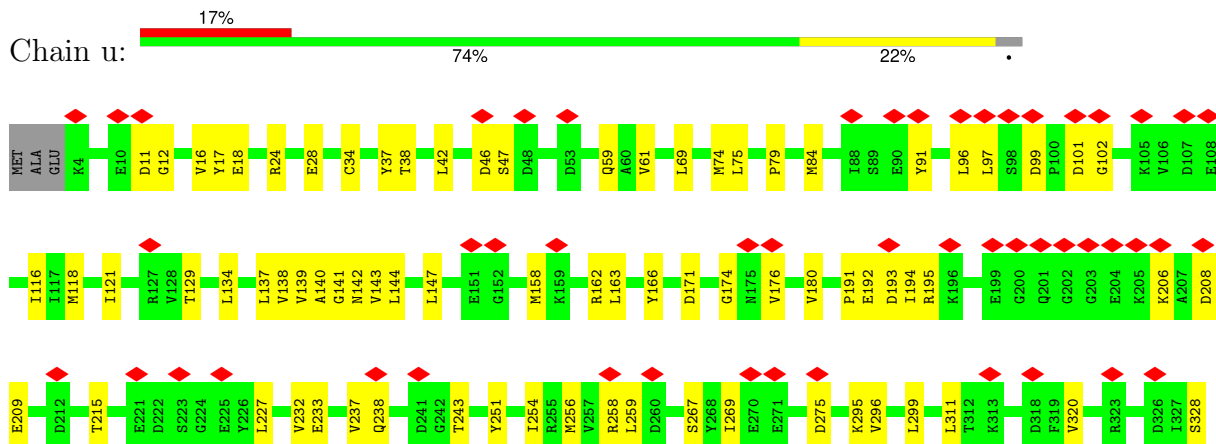 17%
Chain u:
74% 22% •
MET ALA GLU K4 E10 D11 G12 V16 Y17 E18 R24 E28 C34 Y37 T38 L42 D46 S47 D48 D53 Q59 A60 V61 L69 M74 L75 P79 M84 I88 S89 E90 Y91 L96 L97 S98 D99 P100 D101 G102 K105 V106 D107 E108
I116 I117 M118 I121 R127 V128 T129 L134 L137 V138 V139 A140 G141 N142 V143 L144 L147 E151 G152 M158 K159 R162 L163 Y166 D171 G174 N175 V176 V180 P191 E192 D193 I194 R195 K196 E199 G200 Q201 G202 G203 E204 K205 K206 A207 D208
E209 D212 T215 E221 D222 S223 G224 E225 Y226 L227 V232 E233 V237 Q238 D241 G242 T243 Y251 I254 R255 M256 V257 R258 L259 D260 S267 Y268 I269 E270 E271 D275 K295 V296 L299 L311 T312 K313 D318 F319 V320 R323 D326 I327 S328